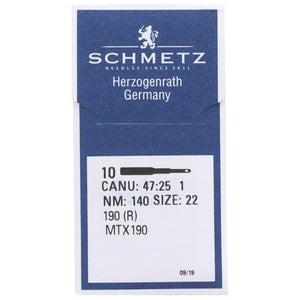 SCHMETZ
NEEDLES SINCE 1851
Herzogenrath
Germany
10
CANU: 47:25 1
NM: 140 SIZE: 22
190 (R)
MTX190
09/19